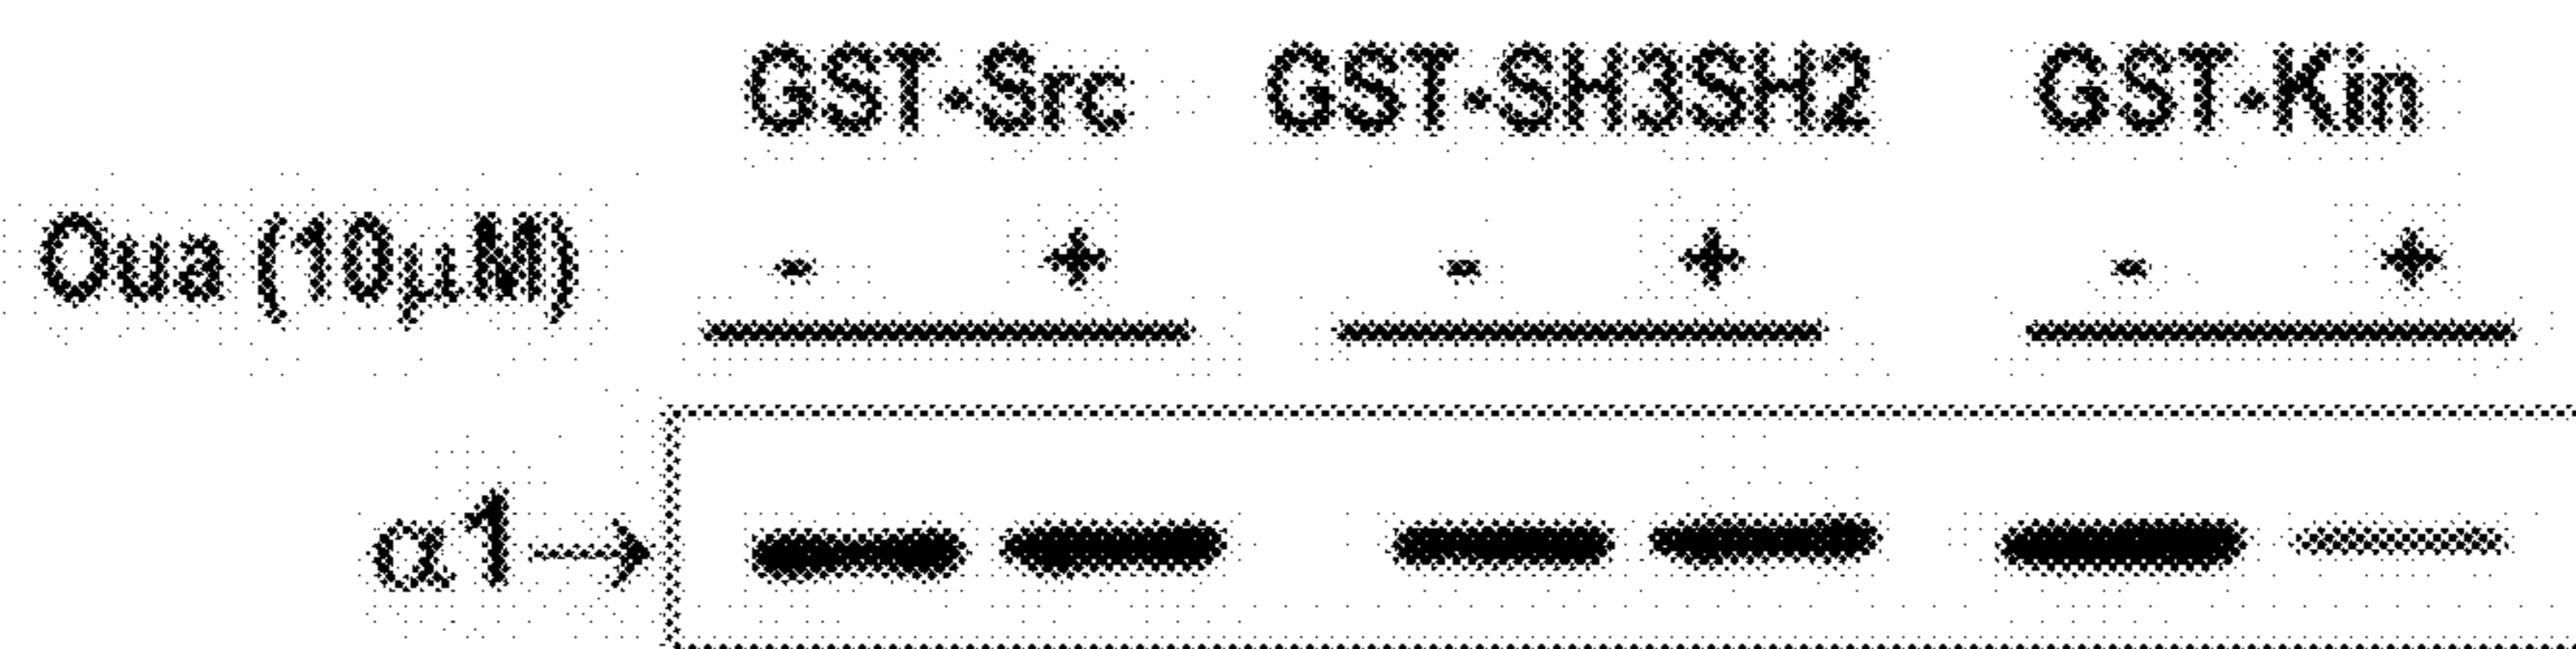 GST-Src GST-SH3SH2 GST-Kin
Oua (10μM) - + - + - +
α1→